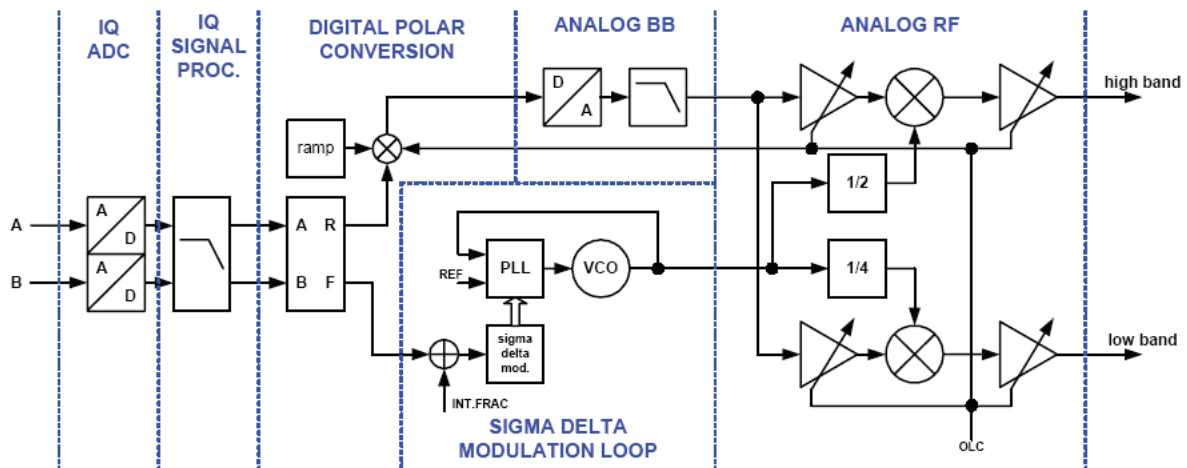 IQ
ADC
IQ
SIGNAL
PROC.
DIGITAL POLAR
CONVERSION
ANALOG BB
ANALOG RF
D
A
high band
ramp
1/2
A
A
D
A R
B
A
D
B F
REF
PLL
VCO
1/4
sigma
delta
mod.
low band
INT.FRAC
SIGMA DELTA
MODULATION LOOP
OLC